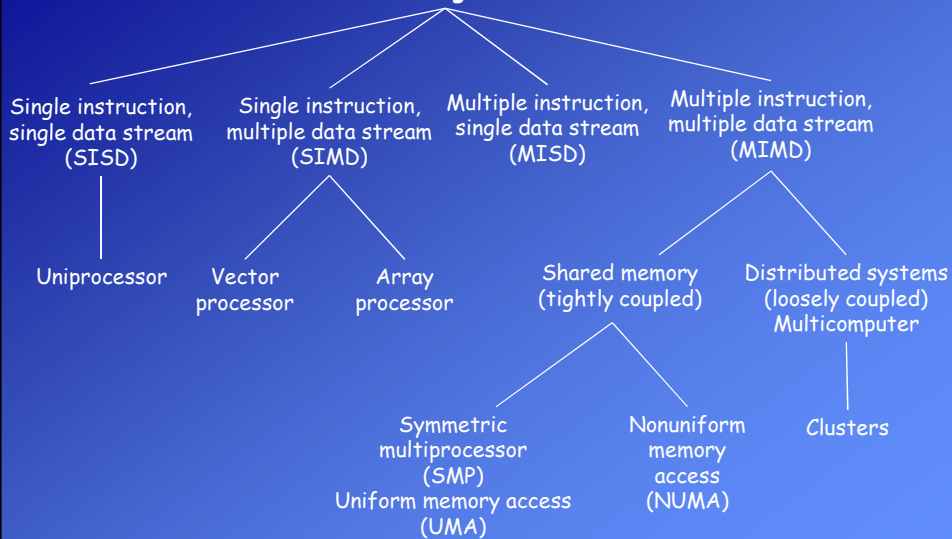 Single instruction,
single data stream
(SISD)
Single instruction,
multiple data stream
(SIMD)
Multiple instruction,
single data stream
(MISD)
Multiple instruction,
multiple data stream
(MIMD)
Uniprocessor
Vector
processor
Array
processor
Shared memory
(tightly coupled)
Distributed systems
(loosely coupled)
Multicomputer
Symmetric
multiprocessor
(SMP)
Uniform memory access
(UMA)
Nonuniform
memory
access
(NUMA)
Clusters